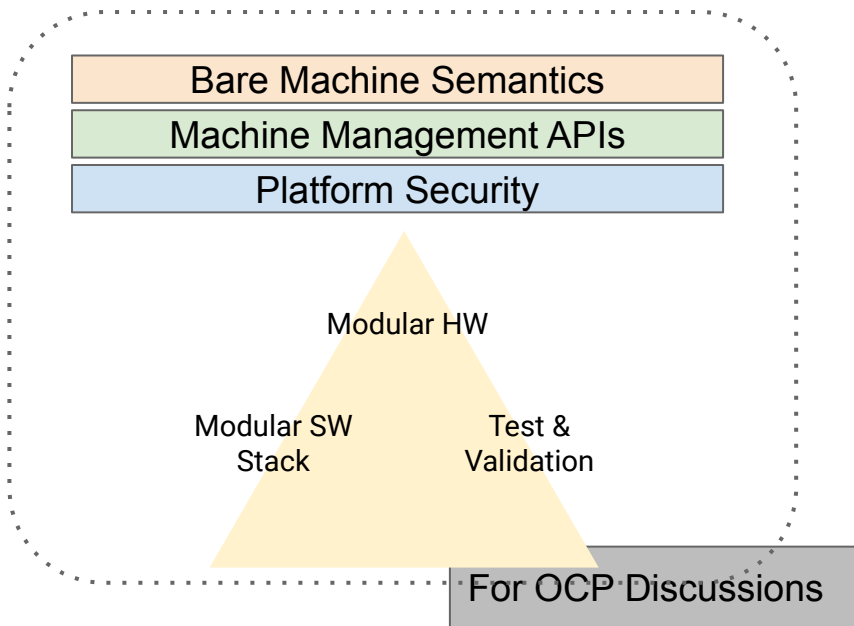 Bare Machine Semantics
Machine Management APIs
Platform Security
Modular HW
Modular SW
Stack
Test &
Validation
For OCP Discussions